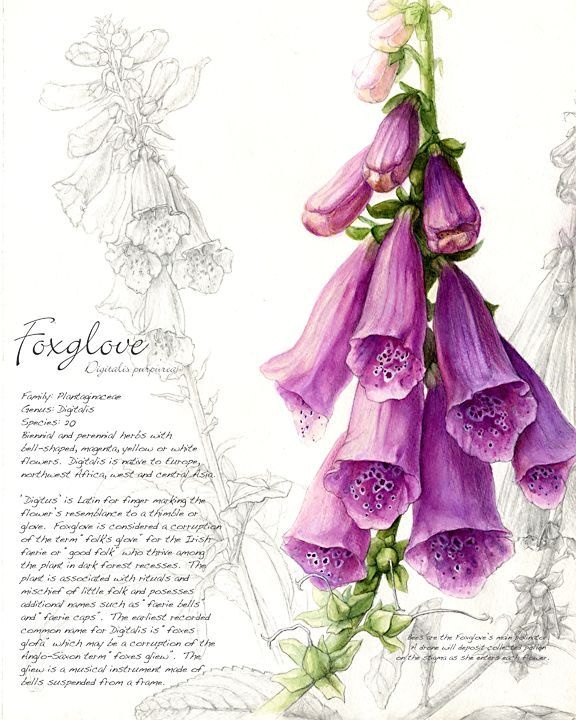 Foxglove
Digitalis purpurea
Family: Plantaginaceae
Genus: Digitalis
Species: 20
Biennial and perennial herbs with
bell-shaped, magenta, yellow or white
flowers. Digitalis is native to Europe,
northwest Africa, west and central Asia.
'Digitus' is Latin for finger marking the
flower's resemblance to a thimble or
glove. Foxglove is considered a corruption
of the term "folk's glove" for the Irish
faerie or "good folk" who thrive among
the plant in dark forest recesses. The
plant is associated with rituals and
mischief of little folk and posesses
additional names such as "faerie bells"
and "faerie caps". The earliest recorded
common name for Digitalis is "foxes
glofa" which may be a corruption of the
Anglo-Saxon term "foxes gliew". The
gliew is a musical instrument made of
bells suspended from a frame.
Bees are the Foxglove's main pollinator.
A drone will deposit collected pollen
on the stigma as she enters each flower.